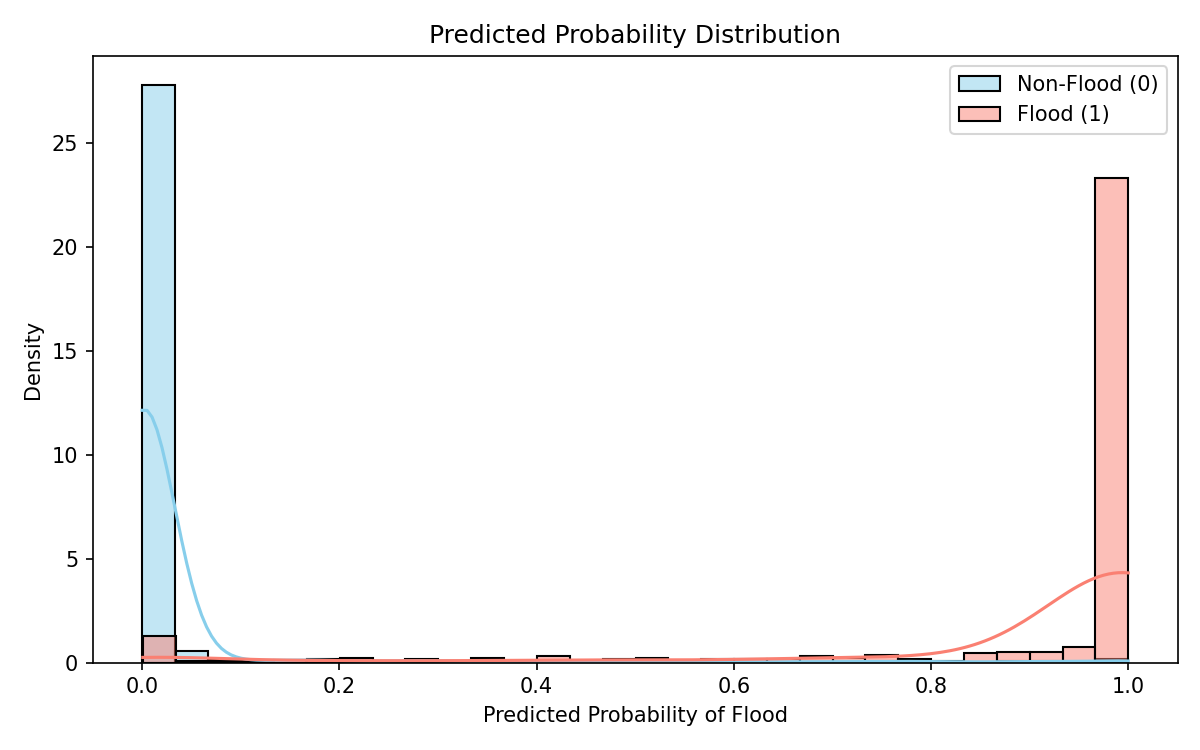 Predicted Probability Distribution
Non-Flood (0)
Flood (1)
Density
25
20
15
10
5
0
0.0 0.2 0.4 0.6 0.8 1.0
Predicted Probability of Flood